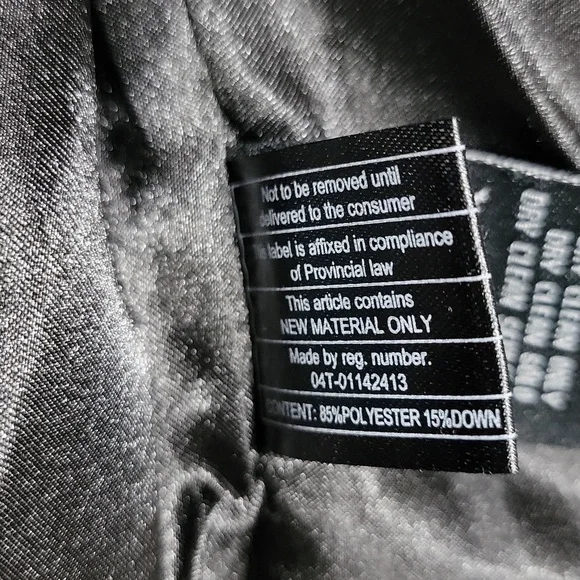 Not to be removed until
delivered to the consumer
label is affixed in compliance
of Provincial law
This article contains
NEW MATERIAL ONLY
Made by reg. number.
04T-01142413
CONTENT: 85%POLYESTER 15%DOWN